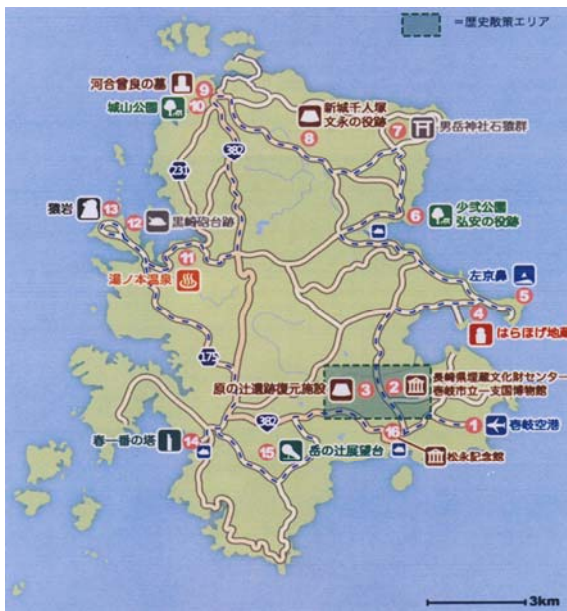 =歴史散策エリア
河合曾良の墓
9
城山公園
10
新城千人塚
文永の役跡
8
7
男岳神社石猿群
382
231
猿岩
13
12
黒崎砲台跡
6
少弐公園
弘安の役跡
11
湯ノ本温泉
左京鼻
5
4
はらほげ地蔵
175
原の辻遺跡復元施設
3
2
長崎県埋蔵文化財センター
壱岐市立一支国博物館
382
1
壱岐空港
春一番の塔
14
15
岳の辻展望台
16
松永記念館
3km